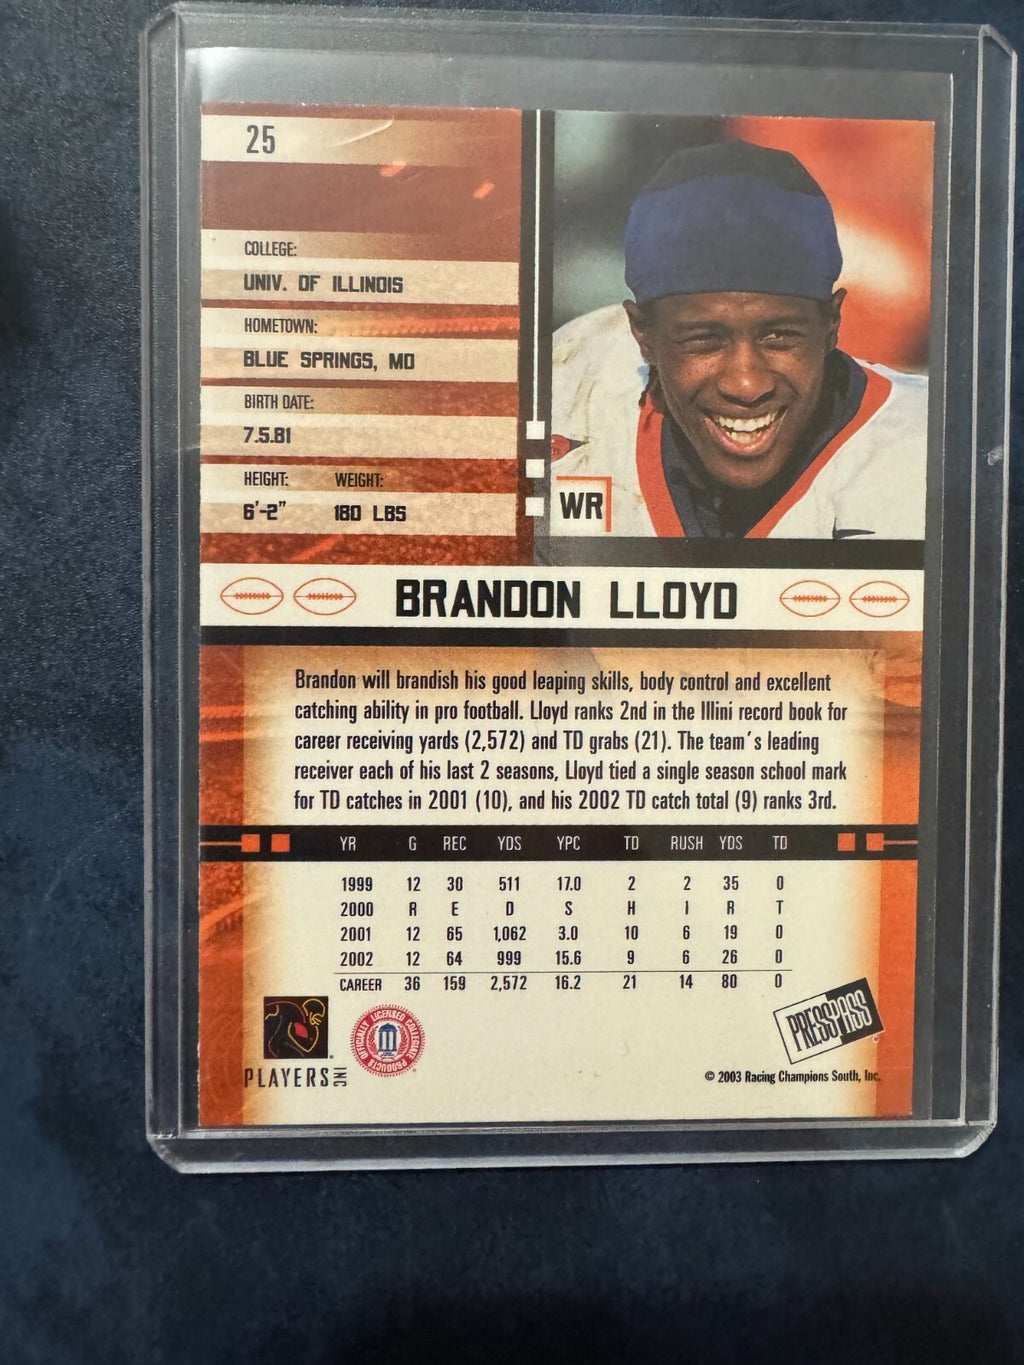 25
COLLEGE:
UNIV. OF ILLINOIS
HOMETOWN:
BLUE SPRINGS, MO
BIRTH DATE:
7.5.81
HEIGHT: WEIGHT:
6'-2" 180 LBS
WR
BRANDON LLOYD
Brandon will brandish his good leaping skills, body control and excellent
catching ability in pro football. Lloyd ranks 2nd in the Illini record book for
career receiving yards (2,572) and TD grabs (21). The team's leading
receiver each of his last 2 seasons, Lloyd tied a single season school mark
for TD catches in 2001 (10), and his 2002 TD catch total (9) ranks 3rd.
YR G REC YDS YPC TD RUSH YDS TD
1999 12 30 511 17.0 2 2 35 0
2000 R E D S H I R T
2001 12 65 1,062 3.0 10 6 19 0
2002 12 64 999 15.6 9 6 26 0
CAREER 36 159 2,572 16.2 21 14 80 0
PLAYERS INC
OFFICIALLY LICENSED COLLEGIATE PRODUCTS
PRESS PASS
© 2003 Racing Champions South, Inc.